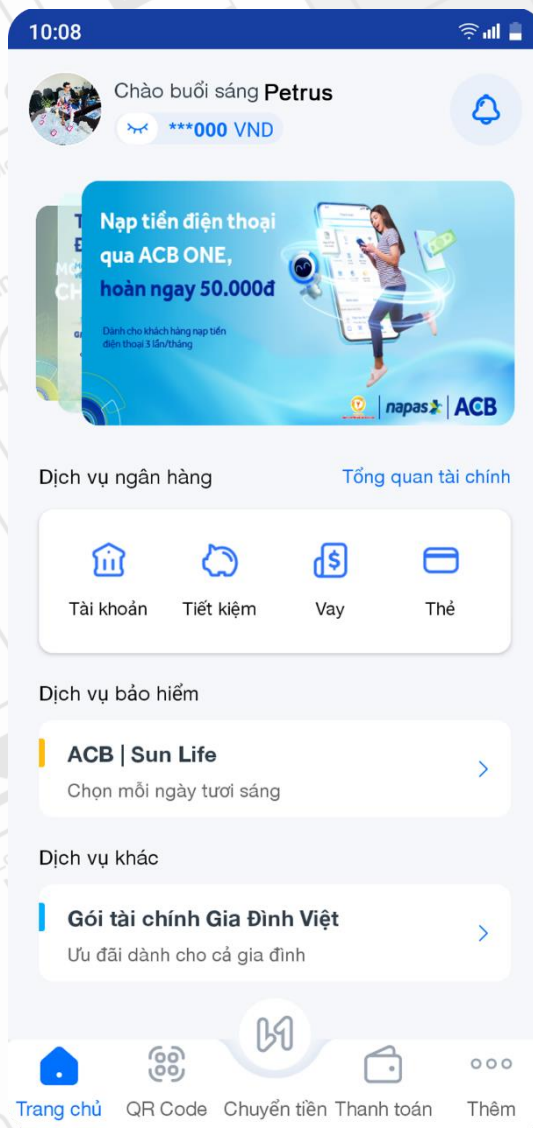 10:08
Chào buổi sáng Petrus
***000 VND
Nạp tiền điện thoại
qua ACB ONE,
hoàn ngay 50.000đ
Dành cho khách hàng nạp tiền
điện thoại 3 lần/tháng
napas ACB
Dịch vụ ngân hàng Tổng quan tài chính
Tài khoản Tiết kiệm Vay Thẻ
Dịch vụ bảo hiểm
ACB | Sun Life
Chọn mỗi ngày tươi sáng
Dịch vụ khác
Gói tài chính Gia Đình Việt
Ưu đãi dành cho cả gia đình
Trang chủ QR Code Chuyển tiền Thanh toán Thêm